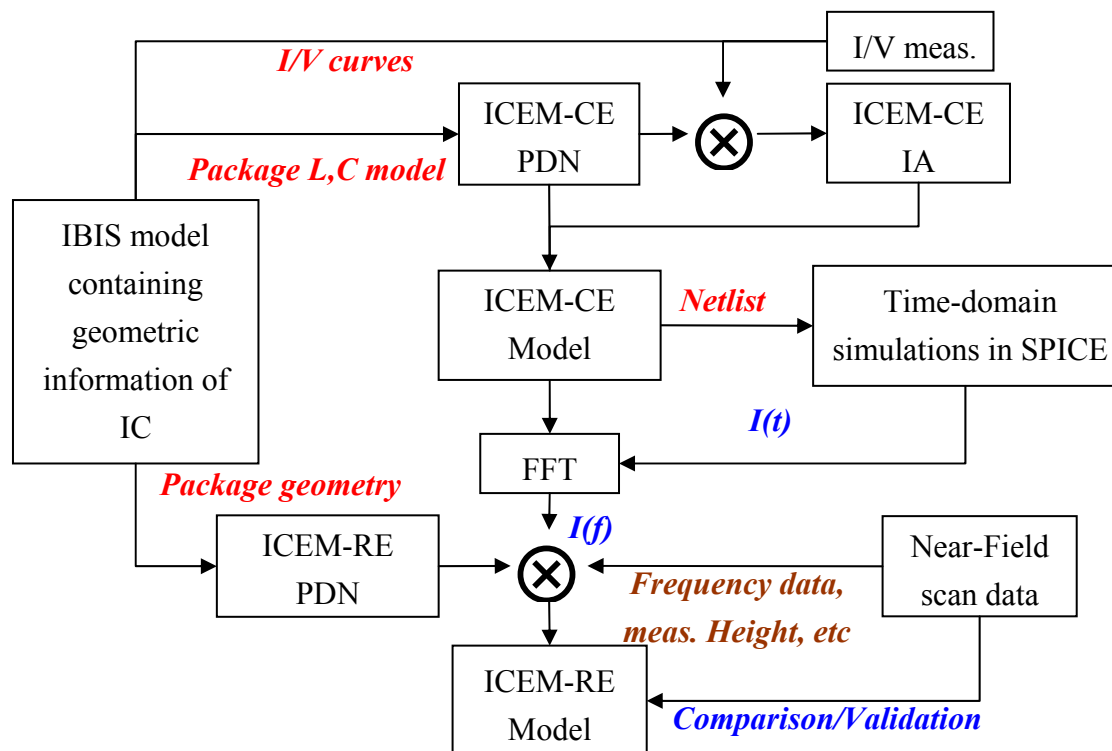 I/V meas.
I/V curves
ICEM-CE
PDN
ICEM-CE
IA
Package L,C model
IBIS model
containing
geometric
information of
IC
ICEM-CE
Model
Netlist
Time-domain
simulations in SPICE
I(t)
FFT
Package geometry
I(f)
ICEM-RE
PDN
Near-Field
scan data
Frequency data,
meas. Height, etc
ICEM-RE
Model
Comparison/Validation